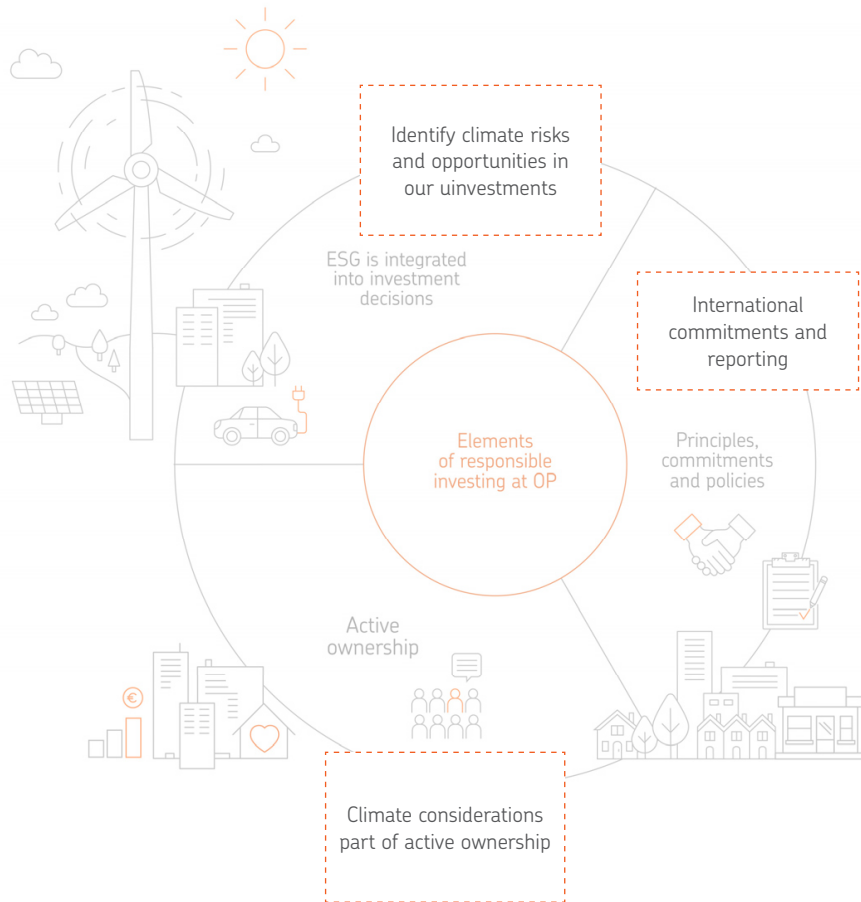 Identify climate risks
and opportunities in
our uinvestments
ESG is integrated
into investment
decisions
International
commitments and
reporting
Elements
of responsible
investing at OP
Principles,
commitments
and policies
Active
ownership
€
Climate considerations
part of active ownership